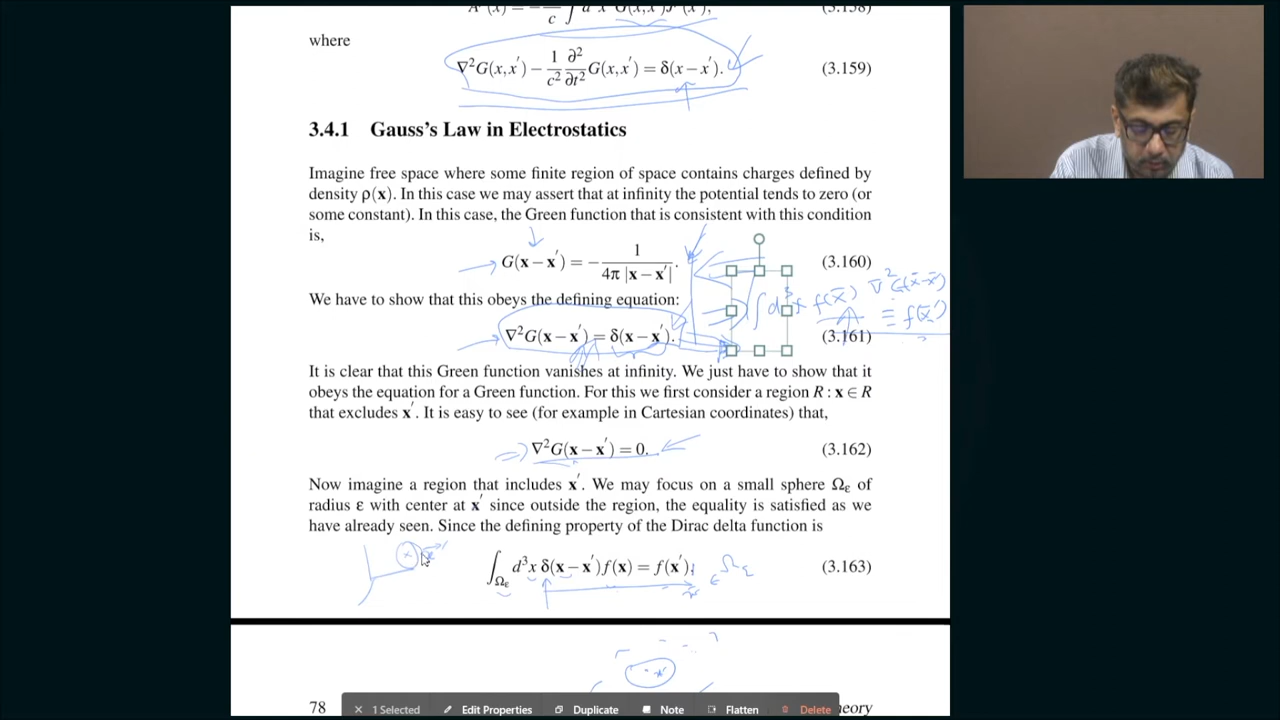 where
∇²G(x,x′) − 1/c² ∂²/∂t² G(x,x′) = δ(x−x′). (3.159)
3.4.1 Gauss's Law in Electrostatics
Imagine free space where some finite region of space contains charges defined by
density ρ(x). In this case we may assert that at infinity the potential tends to zero (or
some constant). In this case, the Green function that is consistent with this condition
is,
G(x−x′) = − 1/(4π |x−x′|). (3.160)
We have to show that this obeys the defining equation:
∫d³x f(x̄) ∇²G(x̄−x̄′)
≡ f(x̄′)
∇²G(x−x′) = δ(x−x′). (3.161)
It is clear that this Green function vanishes at infinity. We just have to show that it
obeys the equation for a Green function. For this we first consider a region R : x ∈ R
that excludes x′. It is easy to see (for example in Cartesian coordinates) that,
∇²G(x−x′) = 0. (3.162)
Now imagine a region that includes x′. We may focus on a small sphere Ωε of
radius ε with center at x′ since outside the region, the equality is satisfied as we
have already seen. Since the defining property of the Dirac delta function is
∫Ωε d³x δ(x−x′)f(x) = f(x′); ∈ Ωε (3.163)
78
1 Selected Edit Properties Duplicate Note Flatten Delete